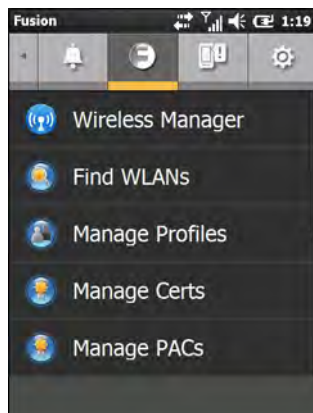 Fusion 1:19
Wireless Manager
Find WLANs
Manage Profiles
Manage Certs
Manage PACs